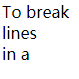 To break
lines
in a